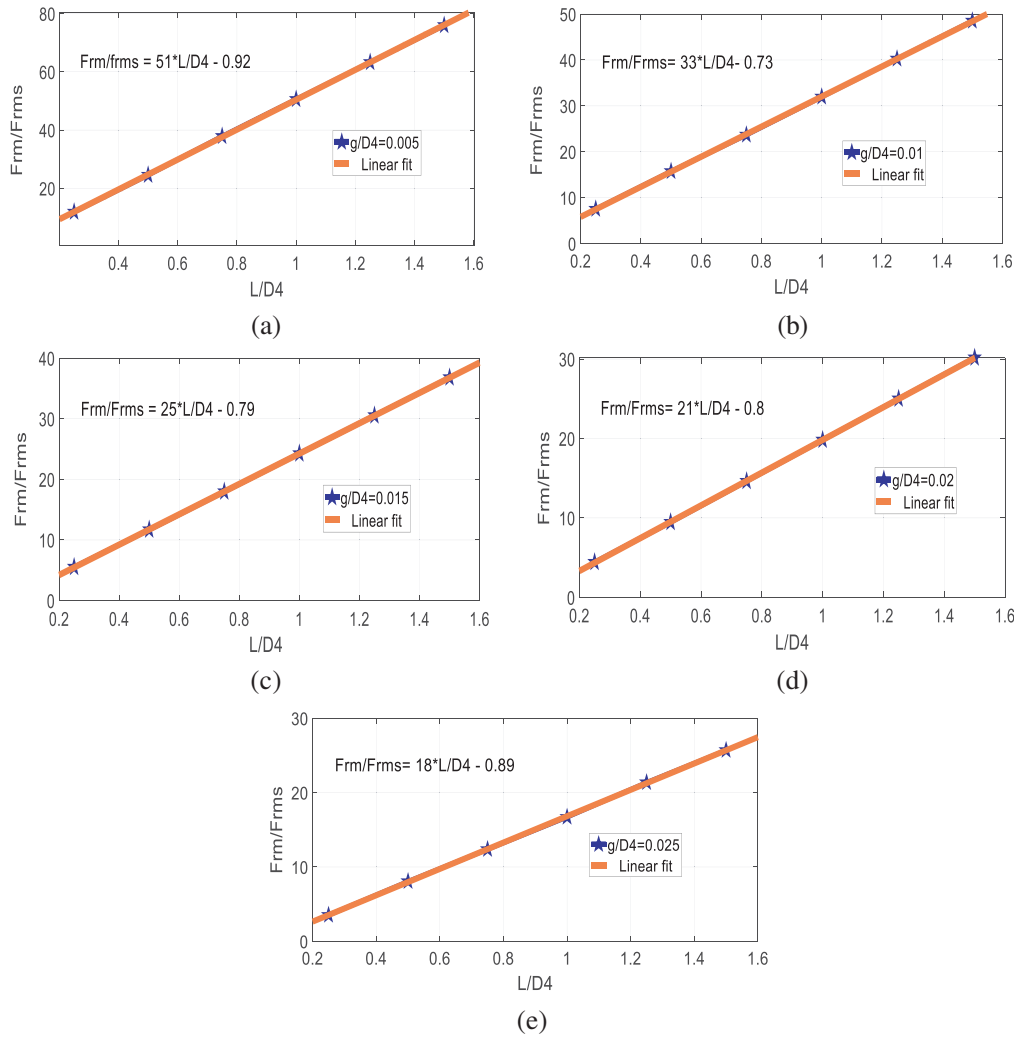 Frm/frms = 51*L/D4 - 0.92
g/D4=0.005
Linear fit
Frm/Frms
80
60
40
20
0.4 0.6 0.8 1 1.2 1.4 1.6
L/D4
(a)
Frm/Frms= 33*L/D4- 0.73
g/D4=0.01
Linear fit
Frm/Frms
50
40
30
20
10
0
0.2 0.4 0.6 0.8 1 1.2 1.4 1.6
L/D4
(b)
Frm/Frms = 25*L/D4 - 0.79
g/D4=0.015
Linear fit
Frm/Frms
40
30
20
10
0
0.2 0.4 0.6 0.8 1 1.2 1.4 1.6
L/D4
(c)
Frm/Frms= 21*L/D4 - 0.8
g/D4=0.02
Linear fit
Frm/Frms
30
20
10
0
0.2 0.4 0.6 0.8 1 1.2 1.4 1.6
L/D4
(d)
Frm/Frms= 18*L/D4 - 0.89
g/D4=0.025
Linear fit
Frm/Frms
30
20
10
0
0.2 0.4 0.6 0.8 1 1.2 1.4 1.6
L/D4
(e)